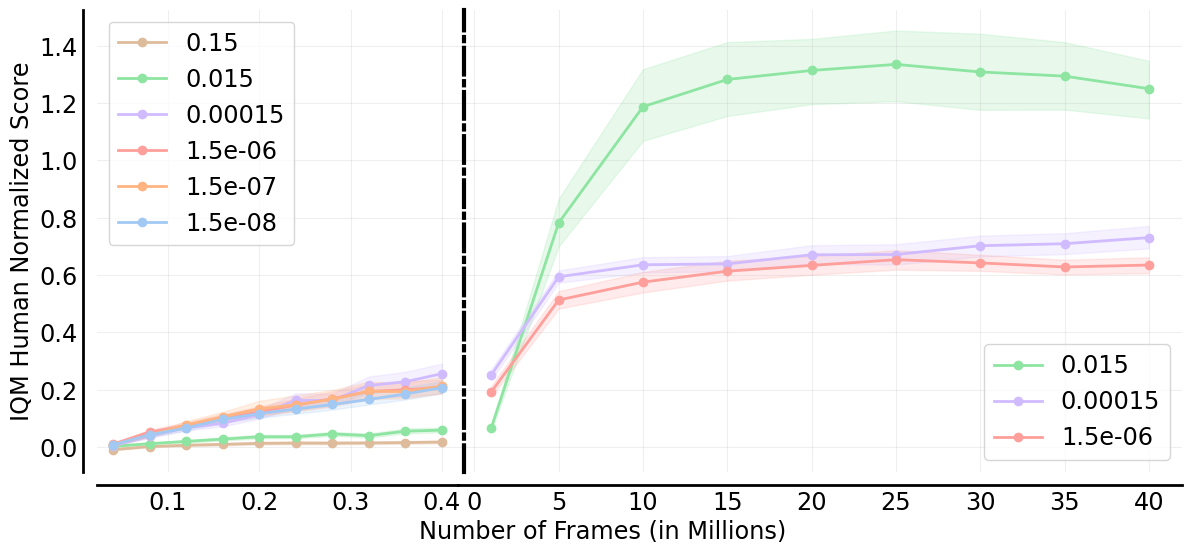 IQM Human Normalized Score
1.4
1.2
1.0
0.8
0.6
0.4
0.2
0.0
0.15
0.015
0.00015
1.5e-06
1.5e-07
1.5e-08
0.015
0.00015
1.5e-06
0.1 0.2 0.3 0.4 0 5 10 15 20 25 30 35 40
Number of Frames (in Millions)